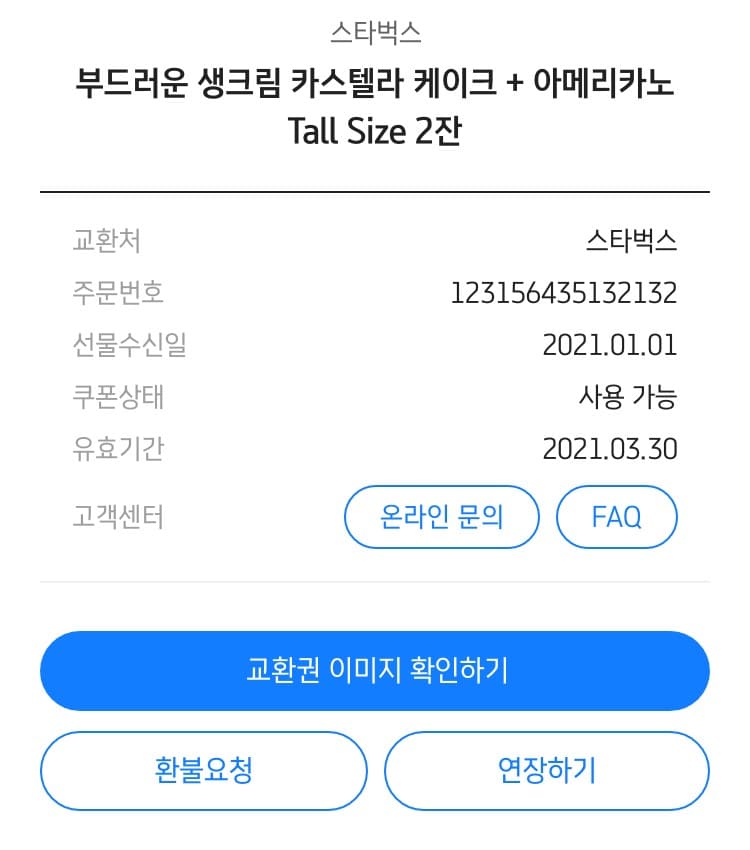 스타벅스
부드러운 생크림 카스텔라 케이크 + 아메리카노
Tall Size 2잔
교환처 스타벅스
주문번호 123156435132132
선물수신일 2021.01.01
쿠폰상태 사용 가능
유효기간 2021.03.30
고객센터 온라인 문의 FAQ
교환권 이미지 확인하기
환불요청 연장하기